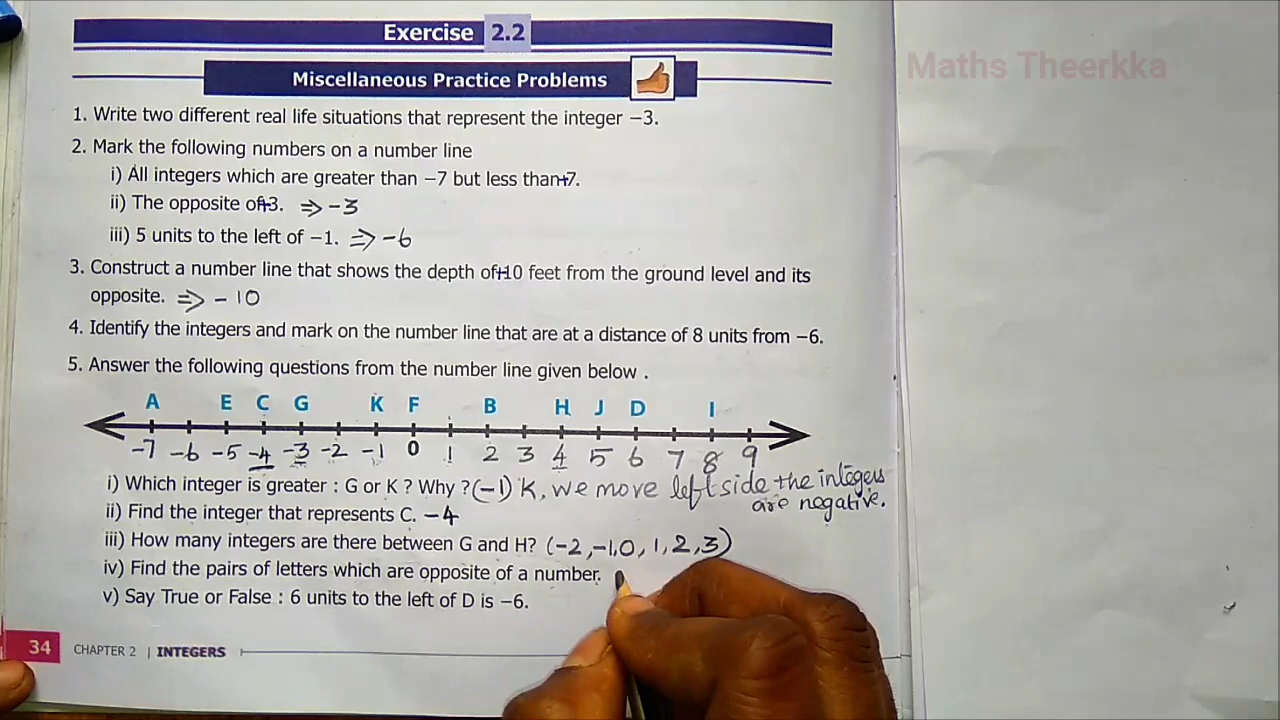 Exercise 2.2
Maths Theerkka
Miscellaneous Practice Problems
1. Write two different real life situations that represent the integer −3.
2. Mark the following numbers on a number line
i) All integers which are greater than −7 but less than +7.
ii) The opposite of +3. ⇒ -3
iii) 5 units to the left of −1. ⇒ -6
3. Construct a number line that shows the depth of +10 feet from the ground level and its
opposite. ⇒ - 10
4. Identify the integers and mark on the number line that are at a distance of 8 units from −6.
5. Answer the following questions from the number line given below .
A E C G K F B H J D I
-7 -6 -5 -4 -3 -2 -1 0 1 2 3 4 5 6 7 8 9
i) Which integer is greater : G or K ? Why ? (-1) K, we move left side the integers
are negative.
ii) Find the integer that represents C. -4
iii) How many integers are there between G and H? (-2,-1,0,1,2,3)
iv) Find the pairs of letters which are opposite of a number.
v) Say True or False : 6 units to the left of D is −6.
34 CHAPTER 2 | INTEGERS